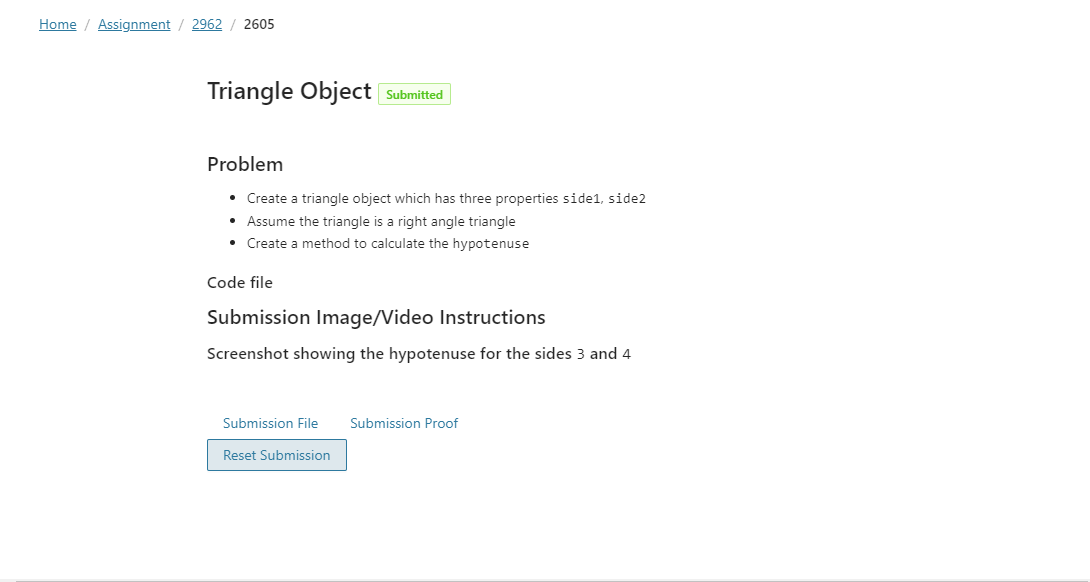 Home / Assignment / 2962 / 2605
Triangle Object Submitted
Problem
• Create a triangle object which has three properties side1, side2
• Assume the triangle is a right angle triangle
• Create a method to calculate the hypotenuse
Code file
Submission Image/Video Instructions
Screenshot showing the hypotenuse for the sides 3 and 4
Submission File Submission Proof
Reset Submission